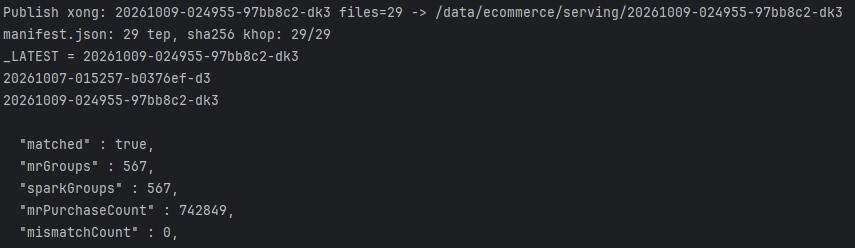 Publish xong: 20261009-024955-97bb8c2-dk3 files=29 -> /data/ecommerce/serving/20261009-024955-97bb8c2-dk3
manifest.json: 29 tep, sha256 khop: 29/29
_LATEST = 20261009-024955-97bb8c2-dk3
20261007-015257-b0376ef-d3
20261009-024955-97bb8c2-dk3
"matched" : true,
"mrGroups" : 567,
"sparkGroups" : 567,
"mrPurchaseCount" : 742849,
"mismatchCount" : 0,